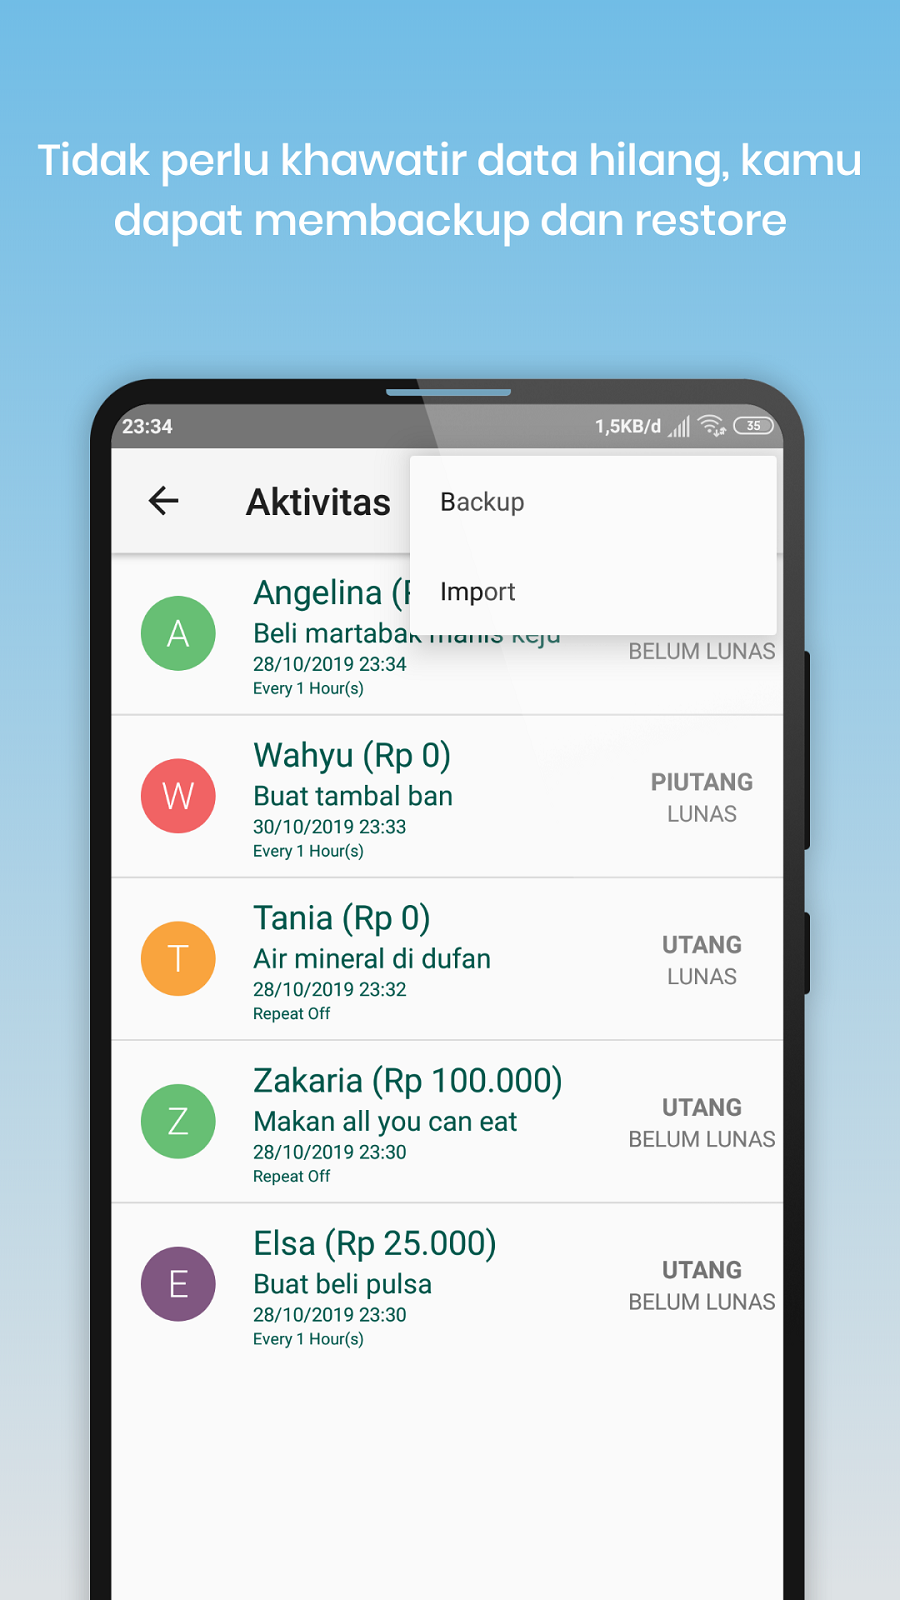 Tidak perlu khawatir data hilang, kamu
dapat membackup dan restore
23:34
1,5KB/d
35
Aktivitas
Backup
Import
A
Angelina
Beli martabak manis keju
28/10/2019 23:34
Every 1 Hour(s)
BELUM LUNAS
W
Wahyu (Rp 0)
Buat tambal ban
30/10/2019 23:33
Every 1 Hour(s)
PIUTANG
LUNAS
T
Tania (Rp 0)
Air mineral di dufan
28/10/2019 23:32
Repeat Off
UTANG
LUNAS
Z
Zakaria (Rp 100.000)
Makan all you can eat
28/10/2019 23:30
Repeat Off
UTANG
BELUM LUNAS
E
Elsa (Rp 25.000)
Buat beli pulsa
28/10/2019 23:30
Every 1 Hour(s)
UTANG
BELUM LUNAS